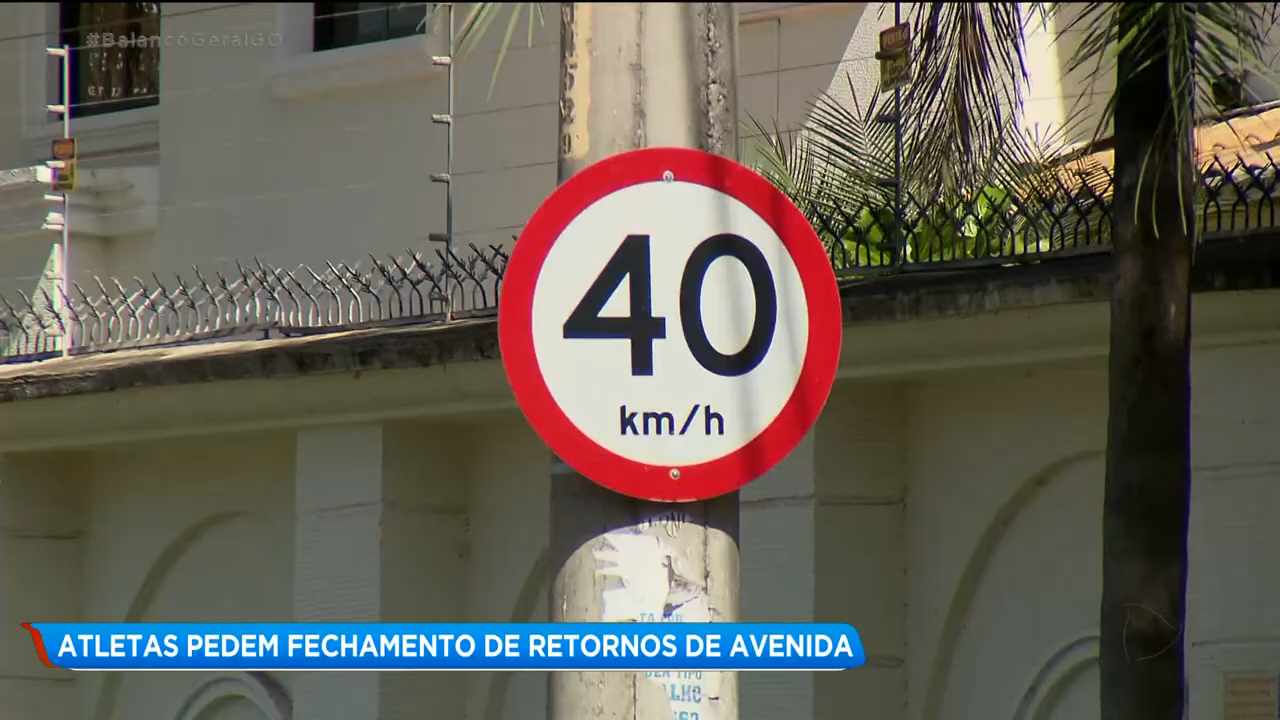 #BalancoGeralGO
40
km/h
ATLETAS PEDEM FECHAMENTO DE RETORNOS DE AVENIDA